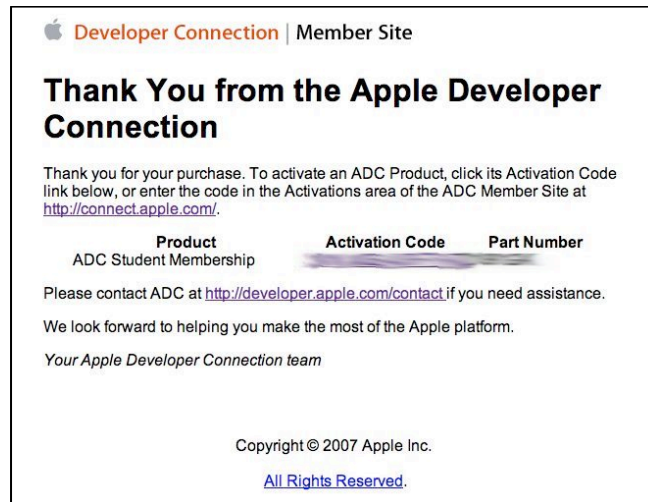 Developer Connection | Member Site
Thank You from the Apple Developer
Connection
Thank you for your purchase. To activate an ADC Product, click its Activation Code
link below, or enter the code in the Activations area of the ADC Member Site at
http://connect.apple.com/.
Product Activation Code Part Number
ADC Student Membership
Please contact ADC at http://developer.apple.com/contact if you need assistance.
We look forward to helping you make the most of the Apple platform.
Your Apple Developer Connection team
Copyright © 2007 Apple Inc.
All Rights Reserved.